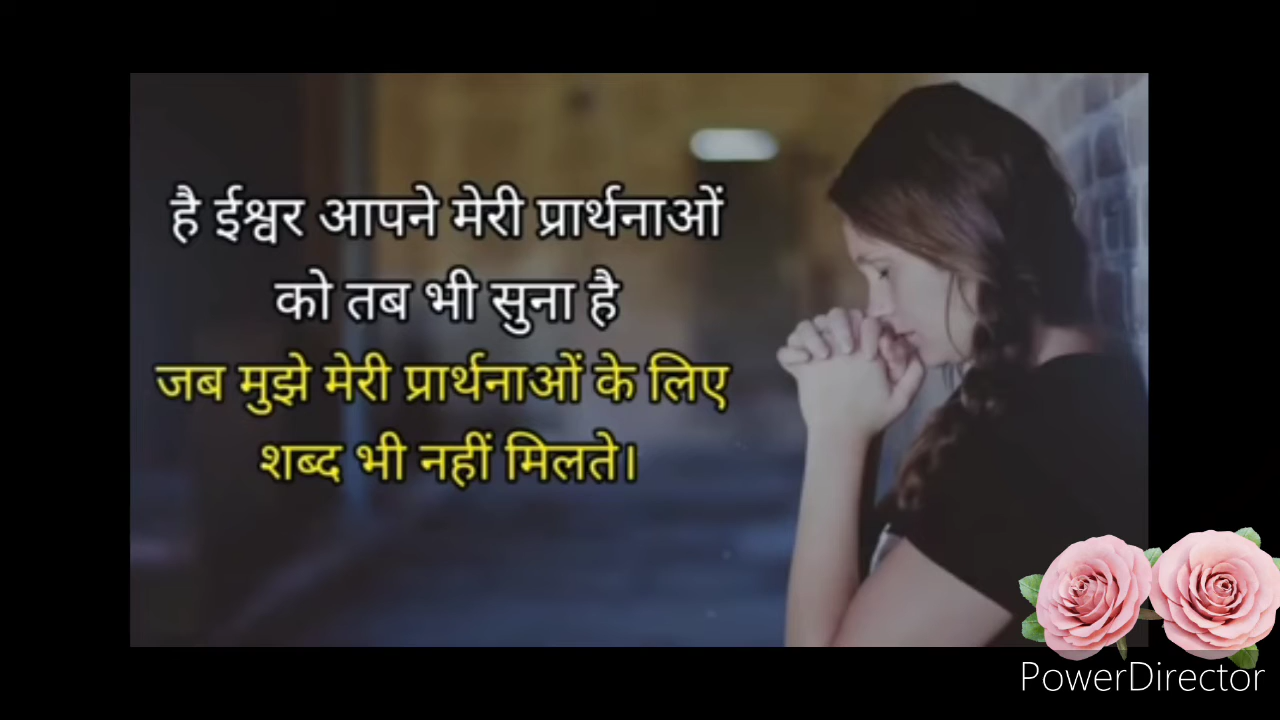 है ईश्वर आपने मेरी प्रार्थनाओं
को तब भी सुना है
जब मुझे मेरी प्रार्थनाओं के लिए
शब्द भी नहीं मिलते।
PowerDirector